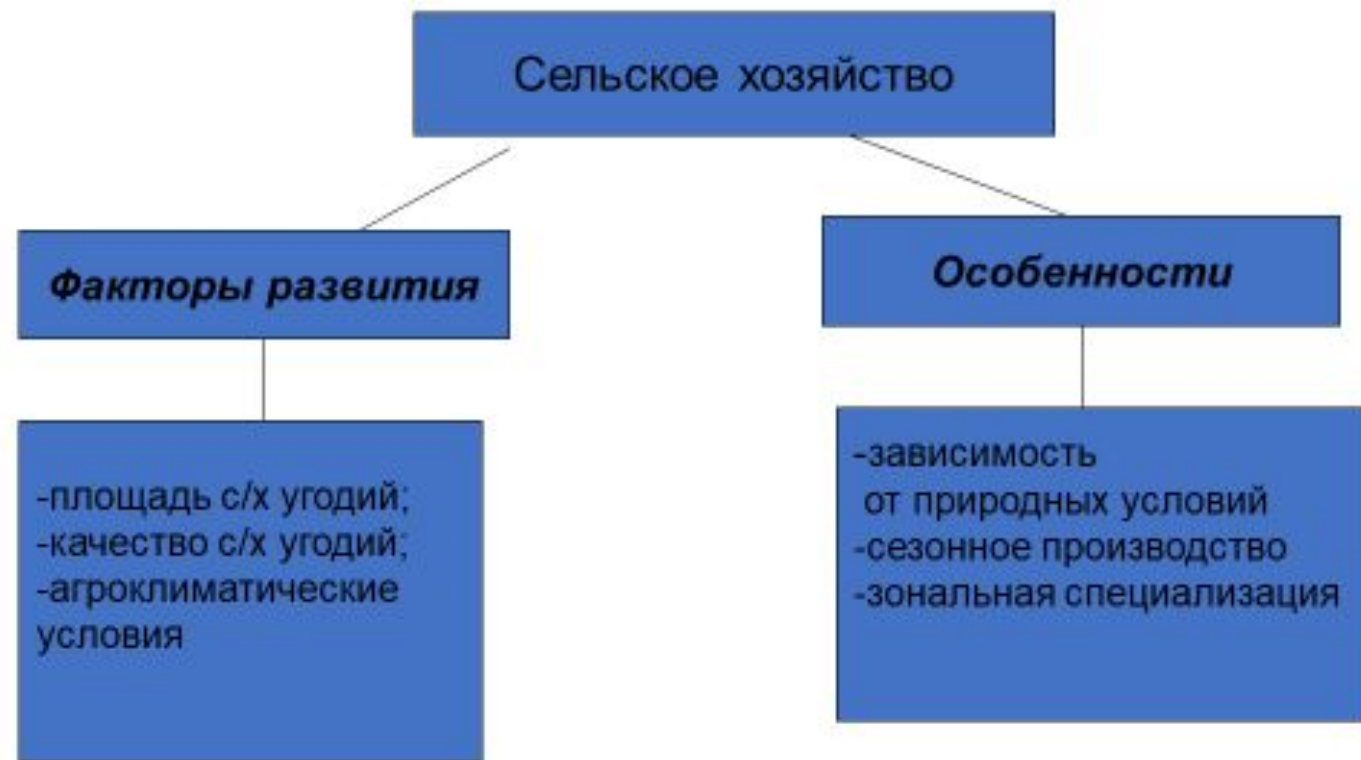 Сельское хозяйство
Факторы развития
Особенности
-площадь с/х угодий;
-качество с/х угодий;
-агроклиматические
условия
-зависимость
от природных условий
-сезонное производство
-зональная специализация